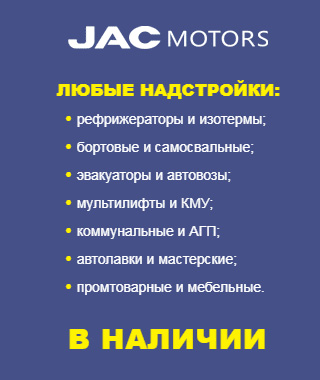 JAC MOTORS
ЛЮБЫЕ НАДСТРОЙКИ:
• рефрижераторы и изотермы;
• бортовые и самосвальные;
• эвакуаторы и автовозы;
• мультилифты и КМУ;
• коммунальные и АГП;
• автолавки и мастерские;
• промтоварные и мебельные.
В НАЛИЧИИ